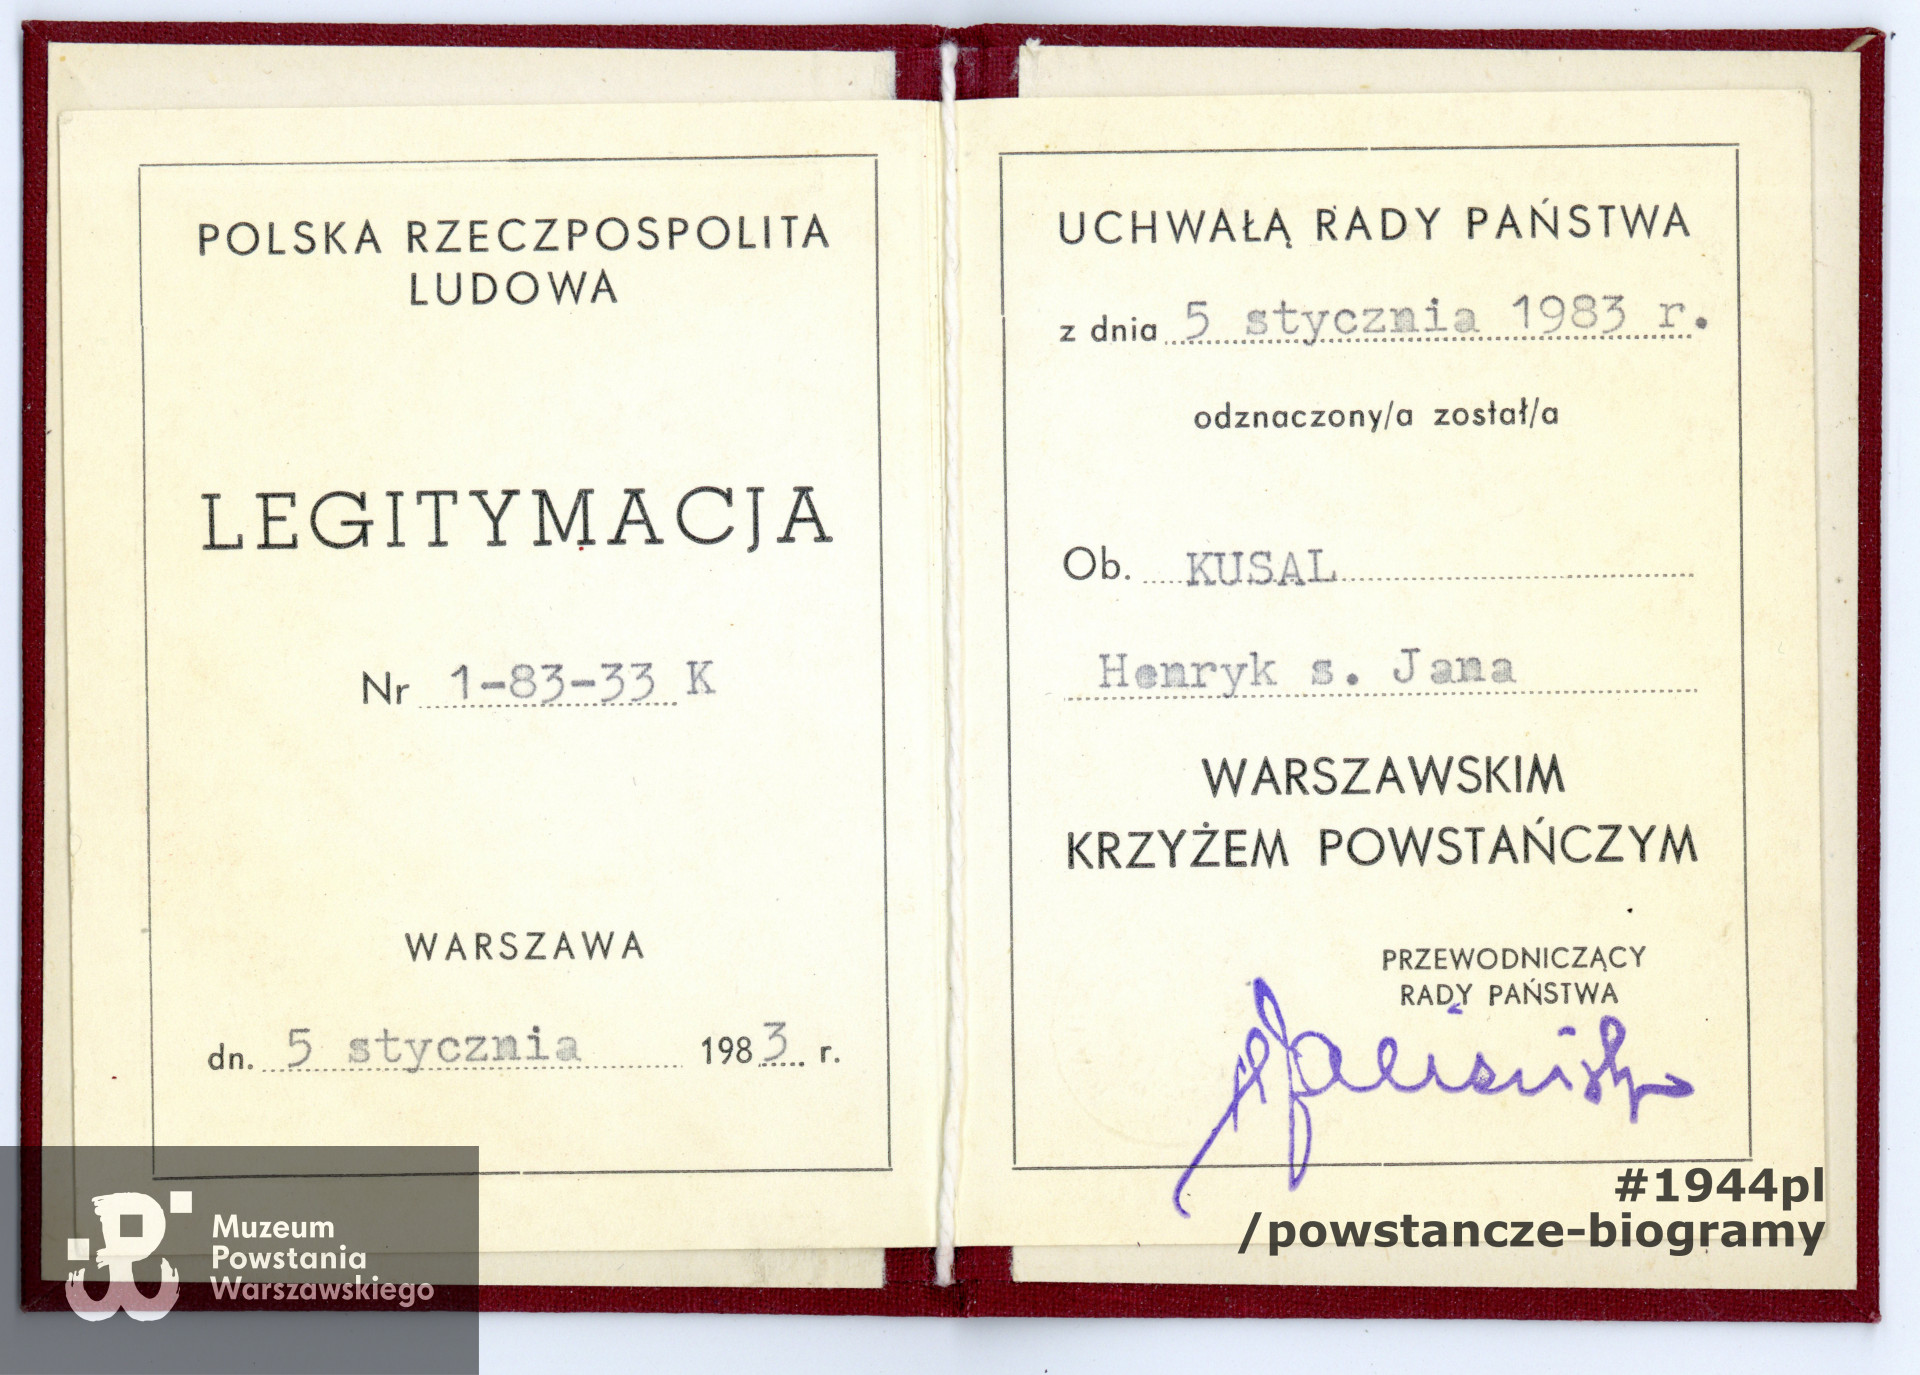 POLSKA RZECZPOSPOLITA
LUDOWA
LEGITYMACJA
Nr 1-83-33 K
WARSZAWA
dn. 5 stycznia 1983 r.
UCHWAŁĄ RADY PAŃSTWA
z dnia 5 stycznia 1983 r.
odznaczony/a został/a
Ob. KUSAL
Henryk s. Jana
WARSZAWSKIM
KRZYŻEM POWSTAŃCZYM
PRZEWODNICZĄCY
RADY PAŃSTWA
#1944pl
/powstancze-biogramy
Muzeum
Powstania
Warszawskiego